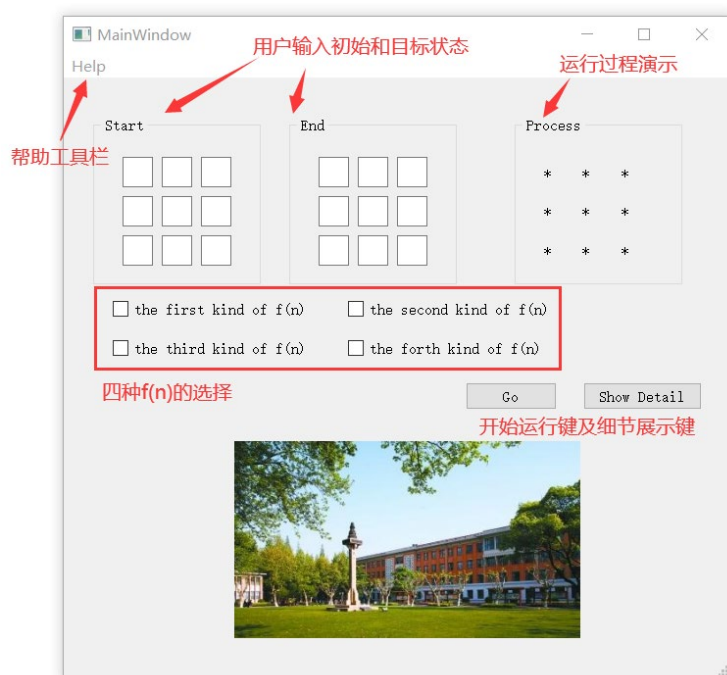 MainWindow
用户输入初始和目标状态
Help
运行过程演示
Start
End
Process
帮助工具栏
* * *
* * *
* * *
the first kind of f(n)
the second kind of f(n)
the third kind of f(n)
the forth kind of f(n)
四种f(n)的选择
Go
Show Detail
开始运行键及细节展示键